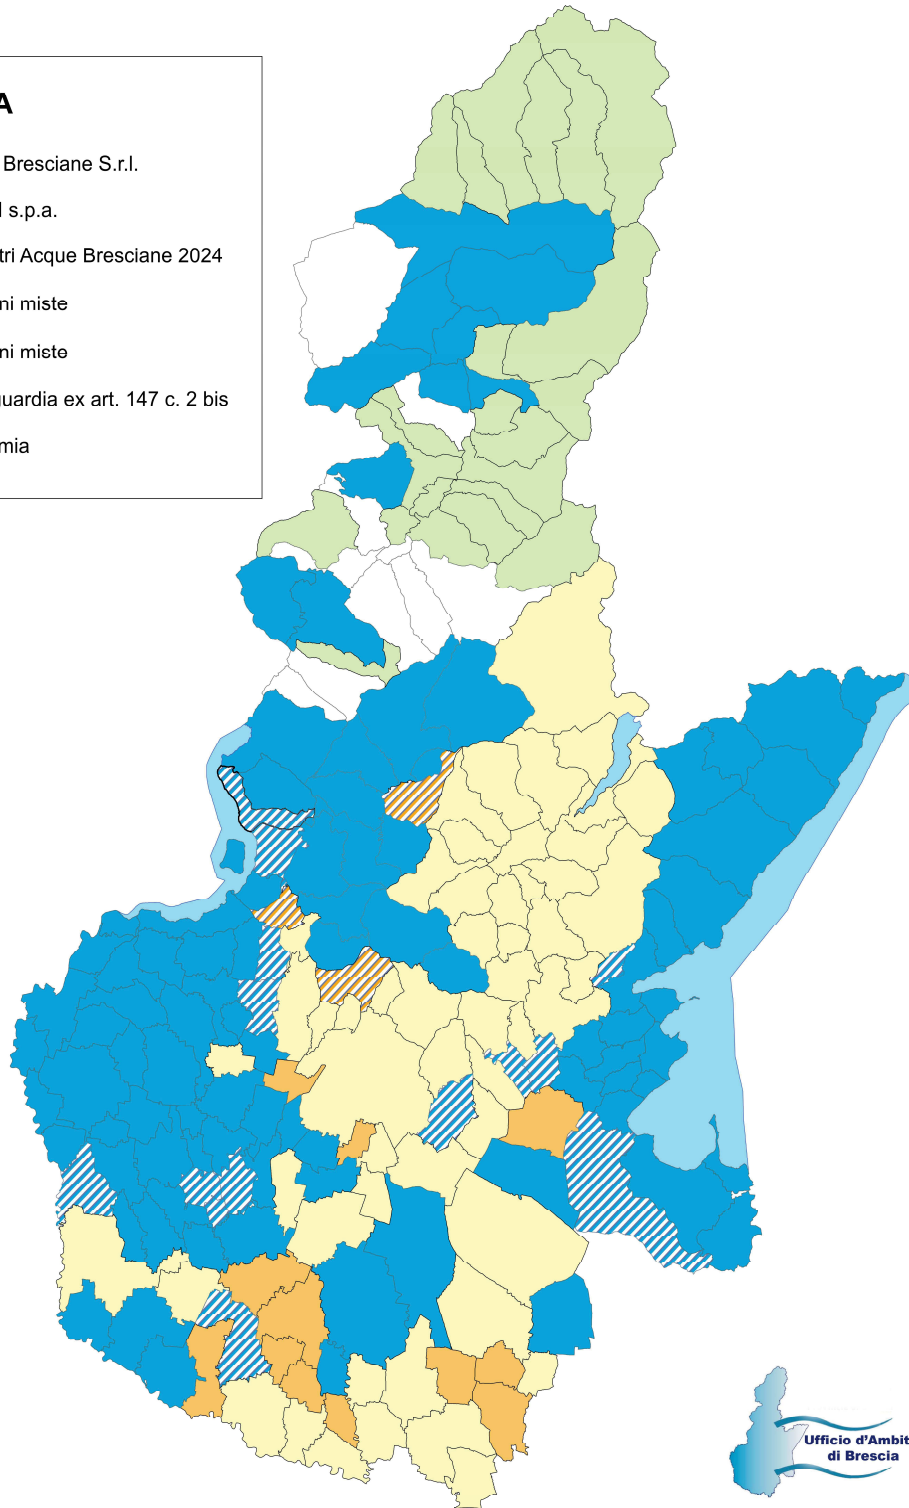 A
Bresciane S.r.l.
s.p.a.
tri Acque Bresciane 2024
ni miste
ni miste
uardia ex art. 147 c. 2 bis
mia
Ufficio d'Ambit
di Brescia